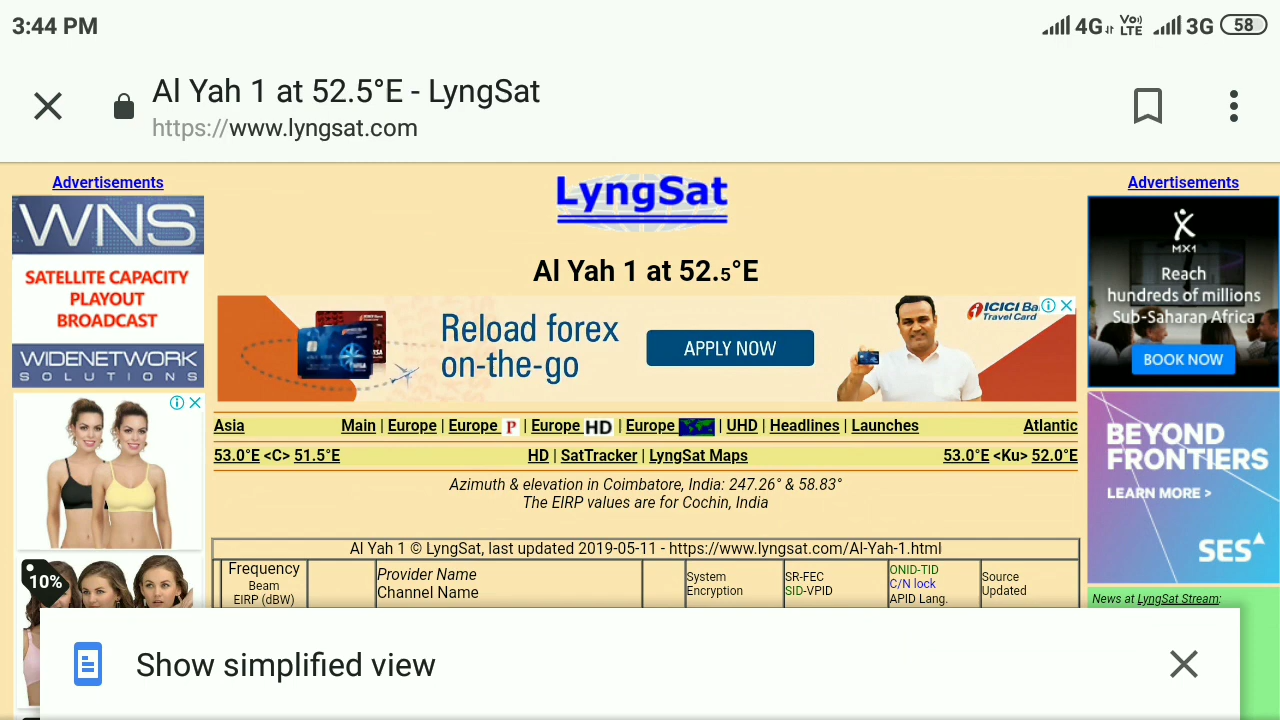 3:44 PM
4G VoLTE 3G 58
Al Yah 1 at 52.5°E - LyngSat
https://www.lyngsat.com
Advertisements
WNS
SATELLITE CAPACITY
PLAYOUT
BROADCAST
WIDENETWORK
SOLUTIONS
10%
LyngSat
Al Yah 1 at 52.5°E
Reload forex
on-the-go
APPLY NOW
VISA
ICICI Ba
Travel Card
Asia Main | Europe | Europe P | Europe HD | Europe | UHD | Headlines | Launches Atlantic
53.0°E <C> 51.5°E HD | SatTracker | LyngSat Maps 53.0°E <Ku> 52.0°E
Azimuth & elevation in Coimbatore, India: 247.26° & 58.83°
The EIRP values are for Cochin, India
Al Yah 1 © LyngSat, last updated 2019-05-11 - https://www.lyngsat.com/Al-Yah-1.html
Frequency
Beam
EIRP (dBW)
Provider Name
Channel Name
System
Encryption
SR-FEC
SID-VPID
ONID-TID
C/N lock
APID Lang.
Source
Updated
Advertisements
MX1
Reach
hundreds of millions
Sub-Saharan Africa
BOOK NOW
BEYOND
FRONTIERS
LEARN MORE >
SES
News at LyngSat Stream:
Show simplified view